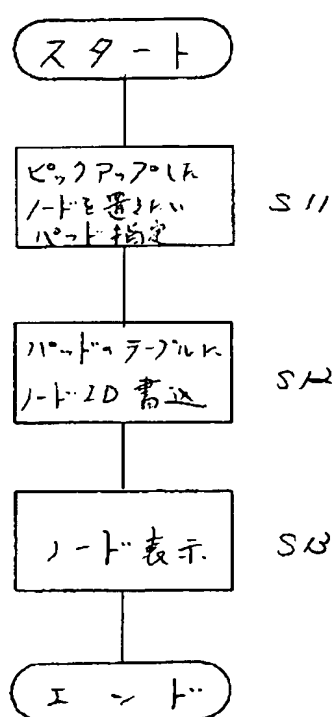 スタート
ピックアップした
ノードを置きたい
パッド指定
S11
パッドのテーブルに
ノードID書込
S12
ノード表示
S13
エンド